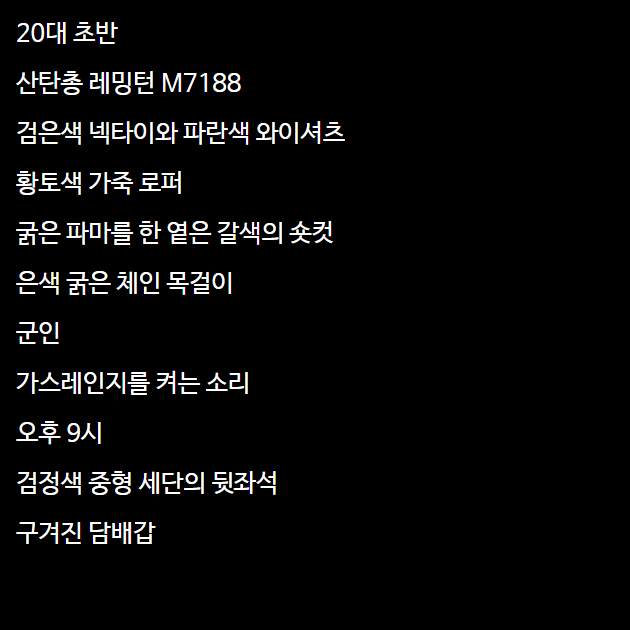 20대 초반
산탄총 레밍턴 M7188
검은색 넥타이와 파란색 와이셔츠
황토색 가죽 로퍼
굵은 파마를 한 옅은 갈색의 숏컷
은색 굵은 체인 목걸이
군인
가스레인지를 켜는 소리
오후 9시
검정색 중형 세단의 뒷좌석
구겨진 담배갑